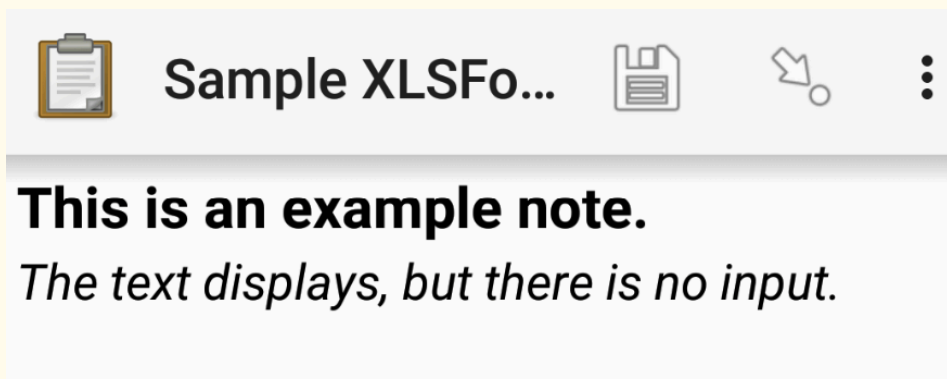 Sample XLSFo...
This is an example note.
The text displays, but there is no input.